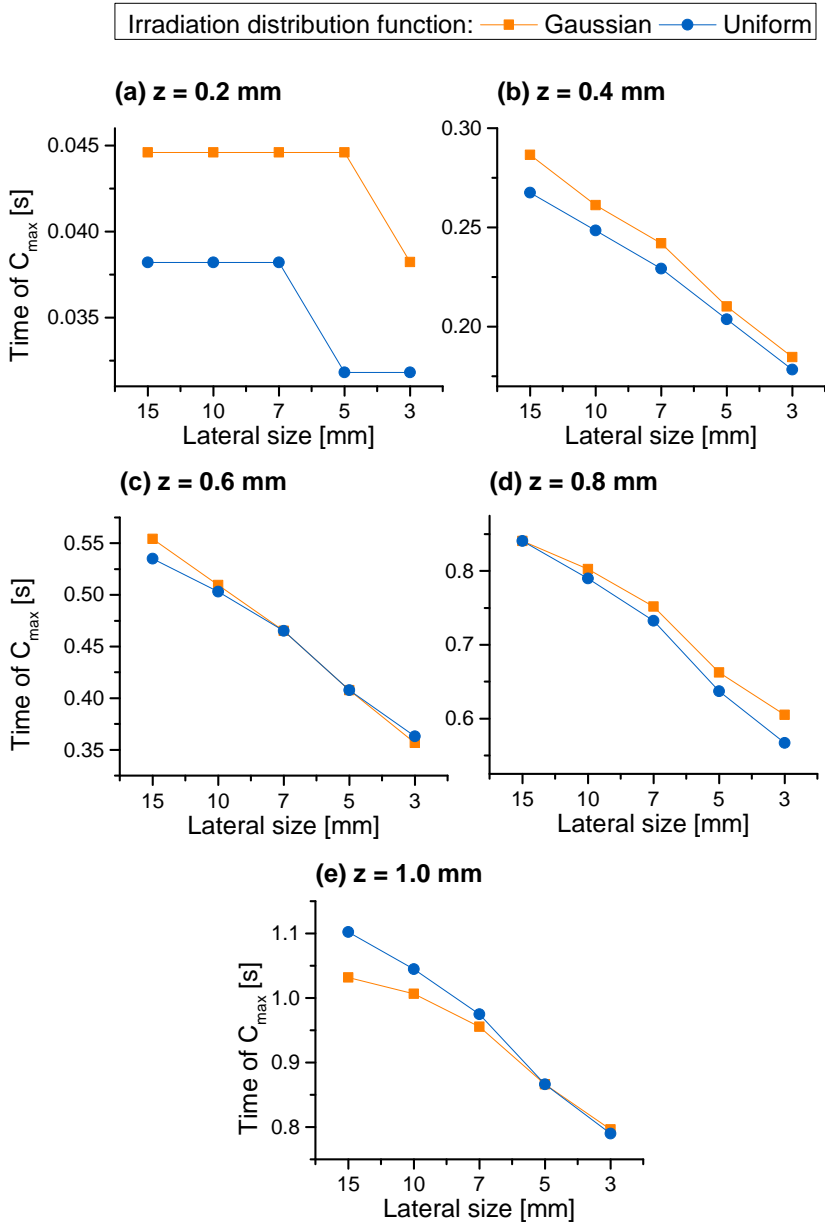 Irradiation distribution function: Gaussian Uniform
(a) z = 0.2 mm
0.045
0.040
0.035
Time of Cmax [s]
15 10 7 5 3
Lateral size [mm]
(b) z = 0.4 mm
0.30
0.25
0.20
15 10 7 5 3
Lateral size [mm]
(c) z = 0.6 mm
0.55
0.50
0.45
0.40
0.35
Time of Cmax [s]
15 10 7 5 3
Lateral size [mm]
(d) z = 0.8 mm
0.8
0.7
0.6
15 10 7 5 3
Lateral size [mm]
(e) z = 1.0 mm
1.1
1.0
0.9
0.8
Time of Cmax [s]
15 10 7 5 3
Lateral size [mm]